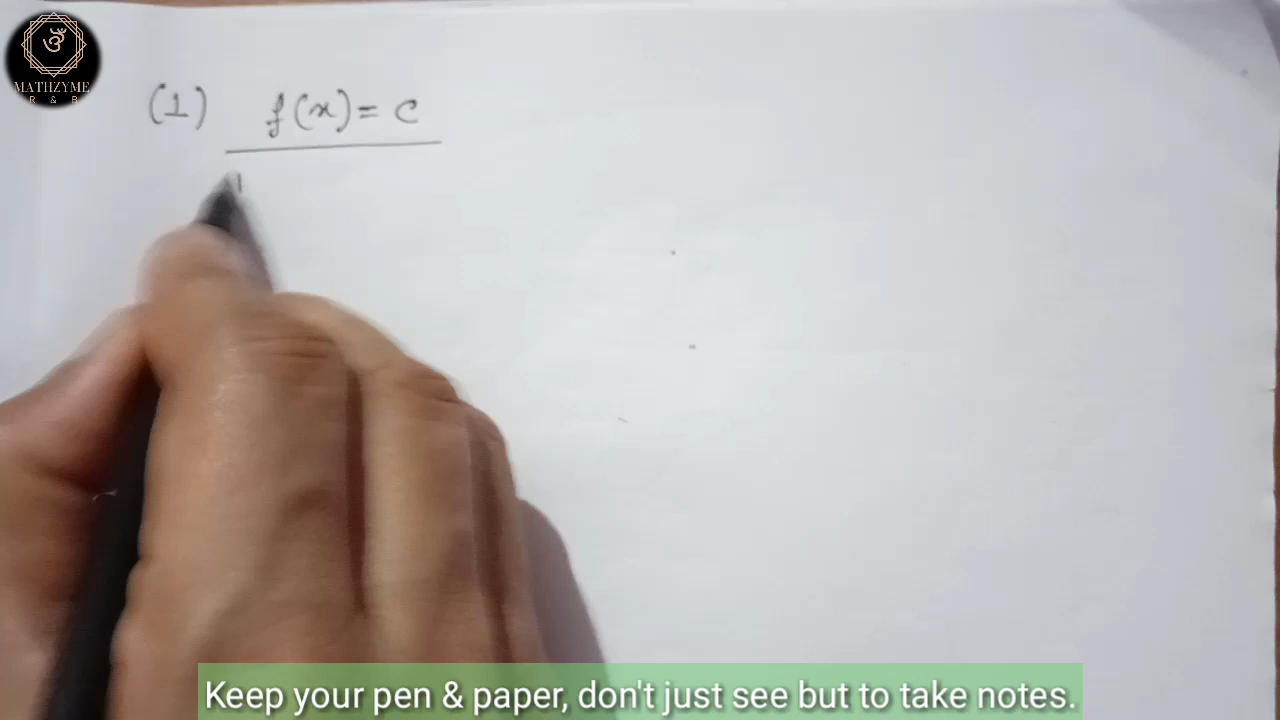 ॐ
MATHZYME
R & B
(1) f(x) = c
Keep your pen & paper, don't just see but to take notes.